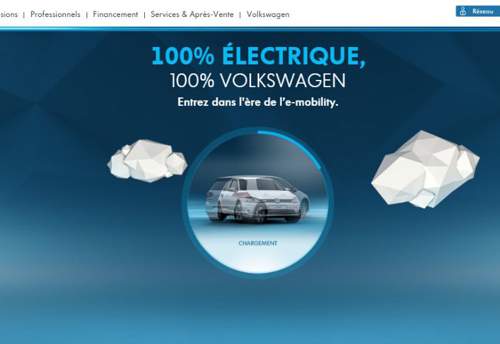 sions | Professionnels | Financement | Services & Après-Vente | Volkswagen
Réseau
100% ÉLECTRIQUE,
100% VOLKSWAGEN
Entrez dans l'ère de l'e-mobility.
CHARGEMENT